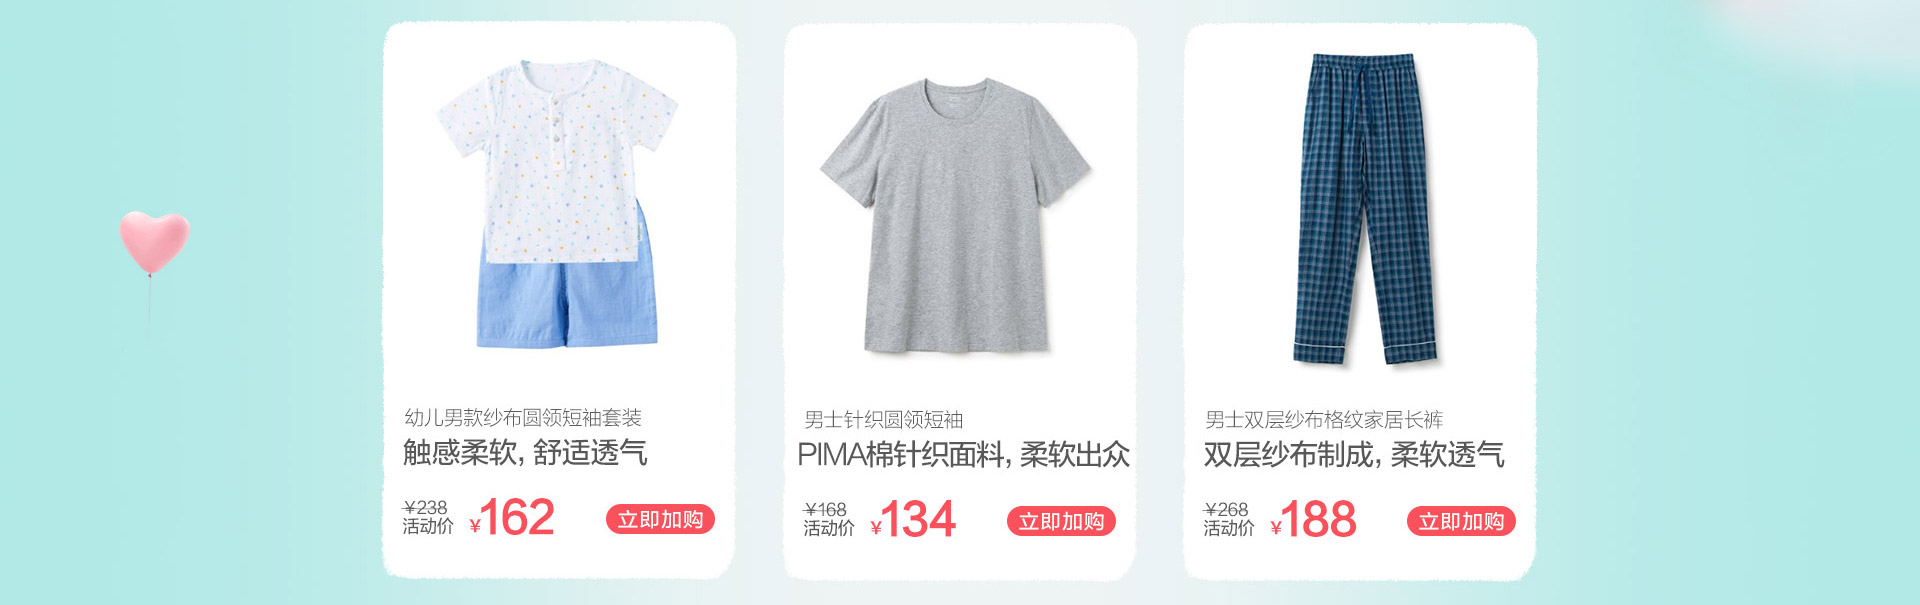 幼儿男款纱布圆领短袖套装
触感柔软, 舒适透气
¥238
活动价 ¥162
立即加购
男士针织圆领短袖
PIMA棉针织面料, 柔软出众
¥168
活动价 ¥134
立即加购
男士双层纱布格纹家居长裤
双层纱布制成, 柔软透气
¥268
活动价 ¥188
立即加购